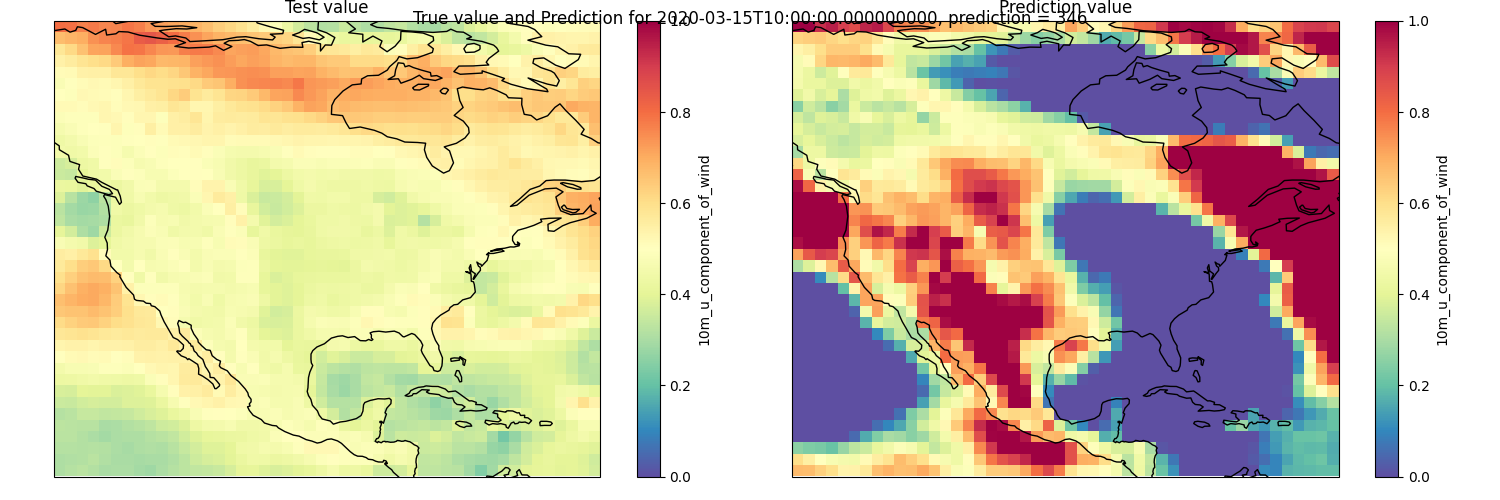 Test value
Prediction value
True value and Prediction for 2020-03-15T10:00:00.000000000, prediction = 346
1.0
0.8
0.6
0.4
0.2
0.0
10m_u_component_of_wind
1.0
0.8
0.6
0.4
0.2
0.0
10m_u_component_of_wind